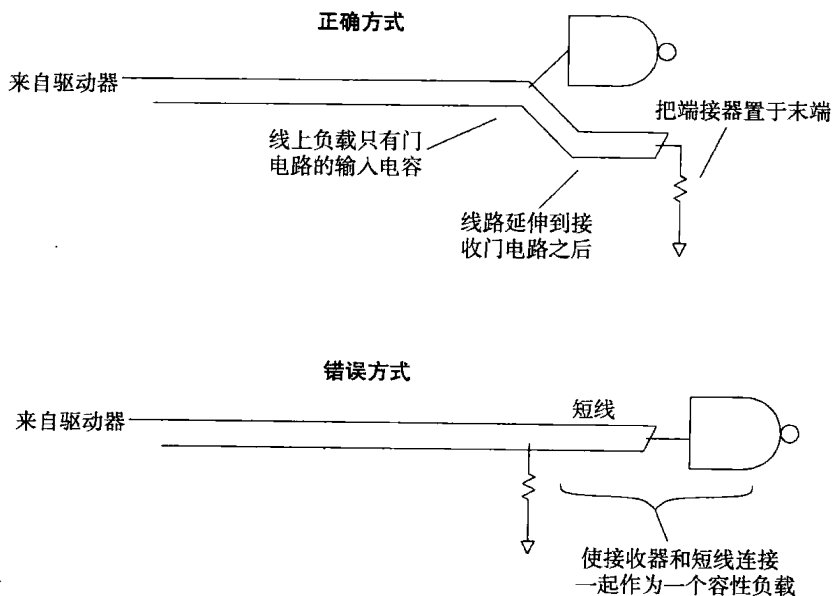 正确方式
来自驱动器
把端接器置于末端
线上负载只有门
电路的输入电容
线路延伸到接
收门电路之后
错误方式
来自驱动器
短线
使接收器和短线连接
一起作为一个容性负载